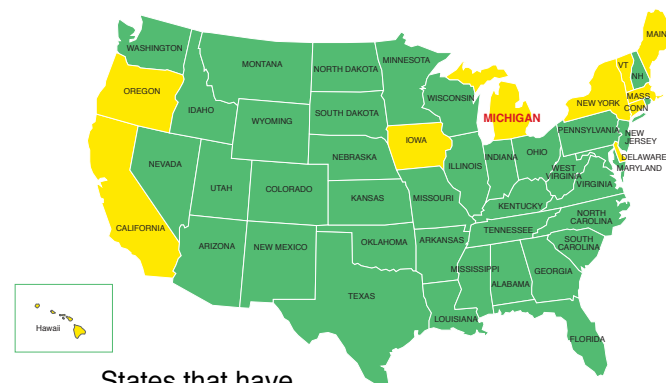 MAIN
WASHINGTON
VT
NH
MONTANA
NORTH DAKOTA
MINNESOTA
OREGON
MASS
CONN
NEW YORK
WISCONSIN
IDAHO
WYOMING
SOUTH DAKOTA
MICHIGAN
PENNSYLVANIA
NEW
JERSEY
IOWA
NEVADA
NEBRASKA
ILLINOIS
INDIANA
OHIO
DELAWARE
MARYLAND
WEST
VIRGINIA
VIRGINIA
UTAH
COLORADO
KANSAS
MISSOURI
KENTUCKY
CALIFORNIA
NORTH
CAROLINA
TENNESSEE
ARIZONA
NEW MEXICO
OKLAHOMA
ARKANSAS
SOUTH
CAROLINA
MISSISSIPPI
ALABAMA
GEORGIA
TEXAS
LOUISIANA
FLORIDA
Hawaii
States that have